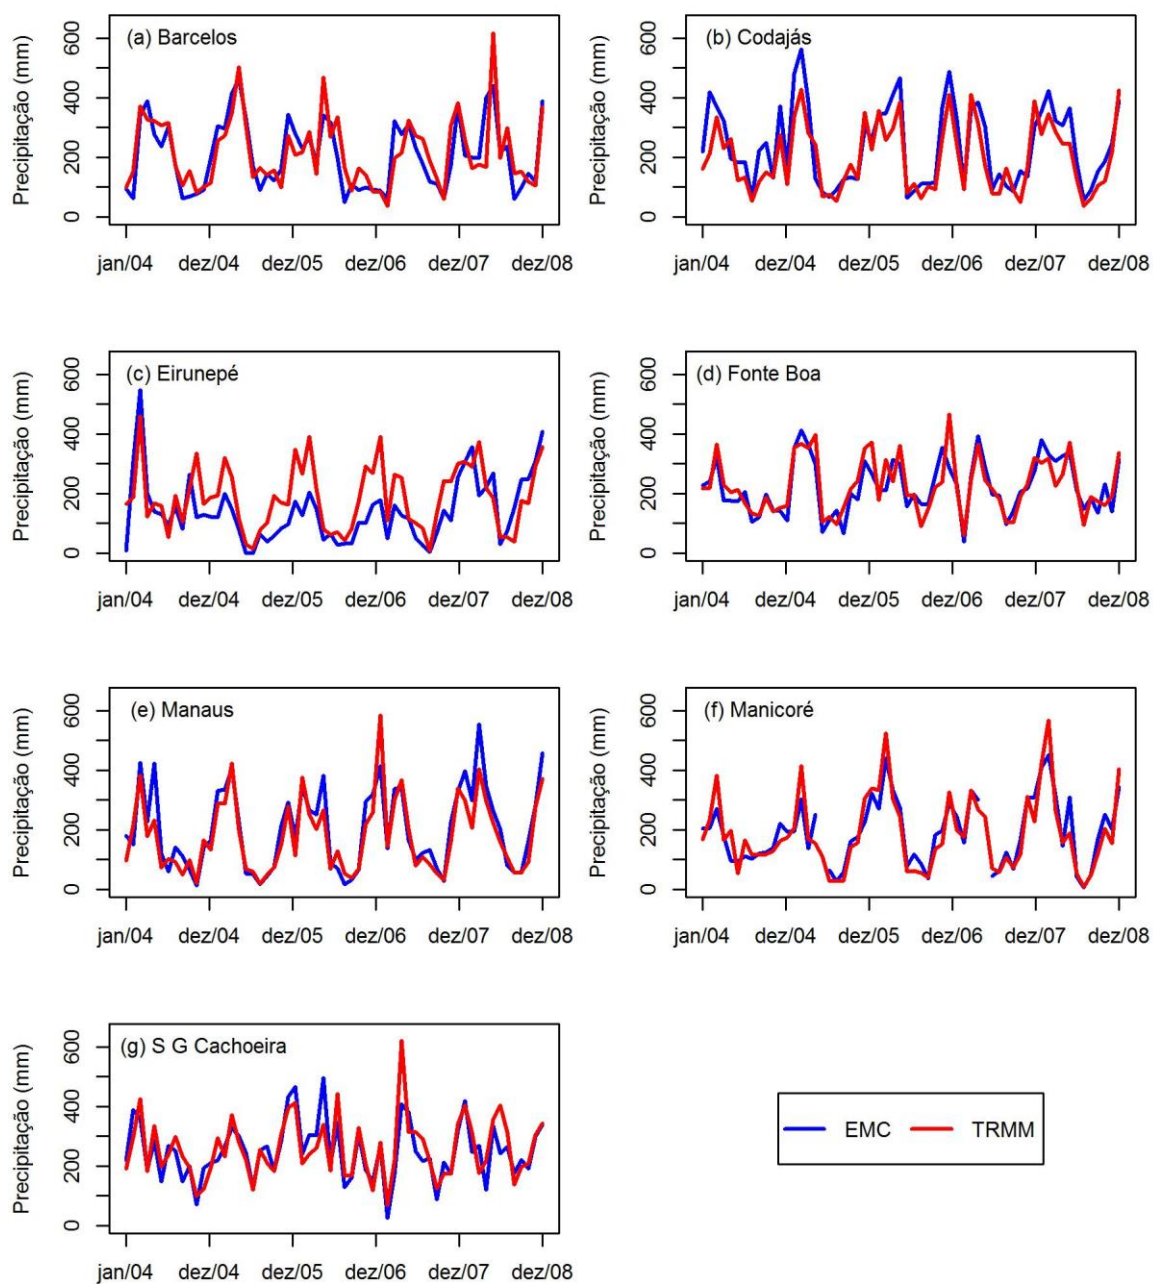 (a) Barcelos
Precipitação (mm)
0 200 400 600
jan/04 dez/04 dez/05 dez/06 dez/07 dez/08
(b) Codajás
Precipitação (mm)
0 200 400 600
jan/04 dez/04 dez/05 dez/06 dez/07 dez/08
(c) Eirunepé
Precipitação (mm)
0 200 400 600
jan/04 dez/04 dez/05 dez/06 dez/07 dez/08
(d) Fonte Boa
Precipitação (mm)
0 200 400 600
jan/04 dez/04 dez/05 dez/06 dez/07 dez/08
(e) Manaus
Precipitação (mm)
0 200 400 600
jan/04 dez/04 dez/05 dez/06 dez/07 dez/08
(f) Manicoré
Precipitação (mm)
0 200 400 600
jan/04 dez/04 dez/05 dez/06 dez/07 dez/08
(g) S G Cachoeira
Precipitação (mm)
0 200 400 600
jan/04 dez/04 dez/05 dez/06 dez/07 dez/08
EMC TRMM